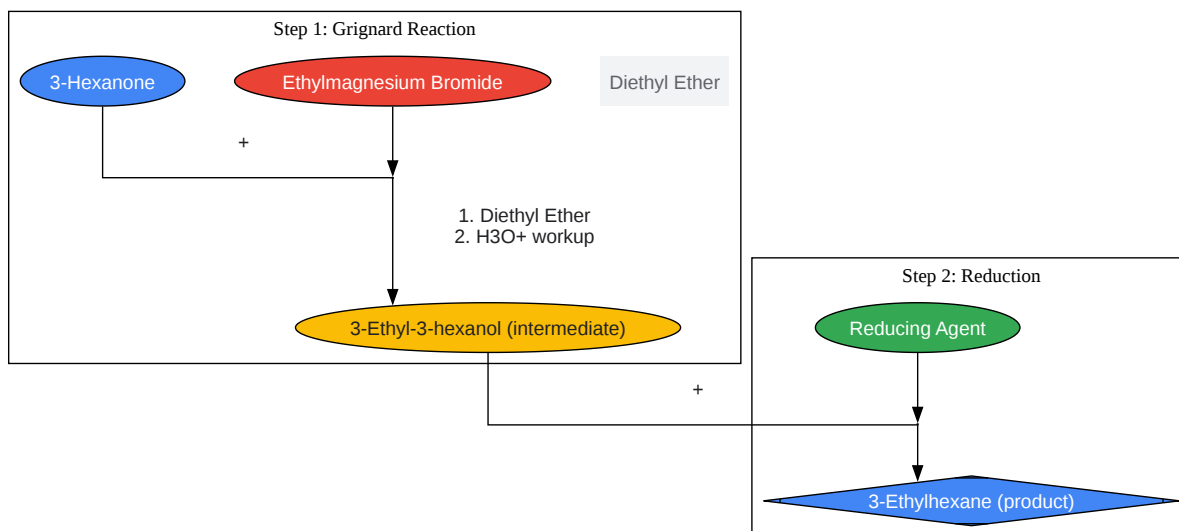 Step 1: Grignard Reaction
3-Hexanone
Ethylmagnesium Bromide
Diethyl Ether
+
1. Diethyl Ether
2. H3O+ workup
3-Ethyl-3-hexanol (intermediate)
Step 2: Reduction
Reducing Agent
+
3-Ethylhexane (product)